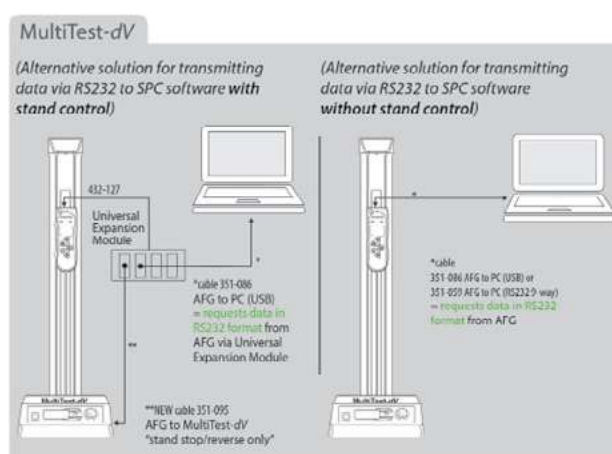 MultiTest-dV
(Alternative solution for transmitting
data via RS232 to SPC software with
stand control)
432-127
Universal
Expansion
Module
*
*cable 351-086
AFG to PC (USB)
= requests data in
RS232 format from
AFG via Universal
Expansion Module
**
**NEW cable 351-095
AFG to MultiTest-dV
"stand stop/reverse only"
MultiTest-dV
(Alternative solution for transmitting
data via RS232 to SPC software
without stand control)
*
*cable
351-086 AFG to PC (USB) or
351-059 AFG to PC (RS232 9-way)
= requests data in RS232
format from AFG
MultiTest-dV